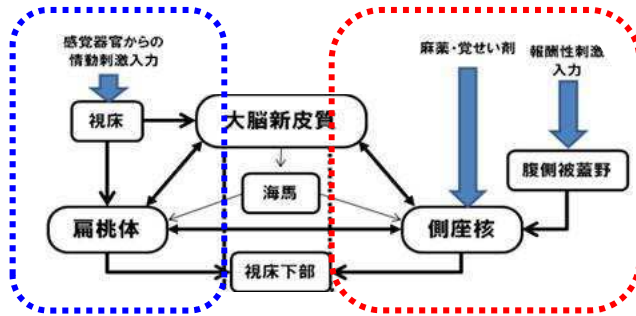 感覚器官からの
情動刺激入力
麻薬・覚せい剤
報酬性刺激
入力
視床
大脳新皮質
腹側被蓋野
海馬
扁桃体
側座核
視床下部